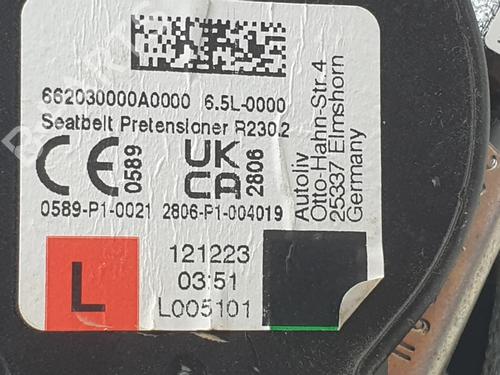 662030000A0000 6.5L-0000
Seatbelt Pretensioner R230.2
CE 0589
UK CA 2806
0589-P1-0021 2806-P1-004019
Autoliv
Otto-Hahn-Str.4
25337 Elmshorn
Germany
L
121223
03:51
L005101